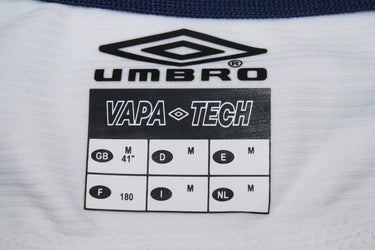 UMBRO®
VAPA TECH
GB M 41"
D M
E M
F 180
I M
NL M